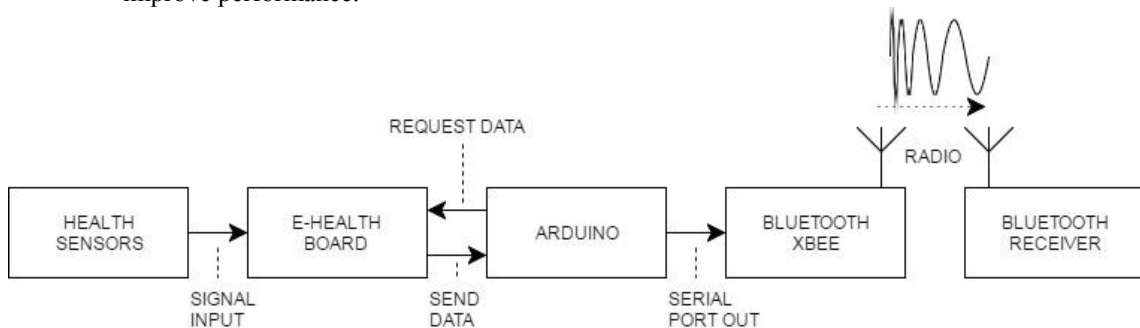 improve performance.
REQUEST DATA
RADIO
HEALTH
SENSORS
E-HEALTH
BOARD
ARDUINO
BLUETOOTH
XBEE
BLUETOOTH
RECEIVER
SIGNAL
INPUT
SEND
DATA
SERIAL
PORT OUT